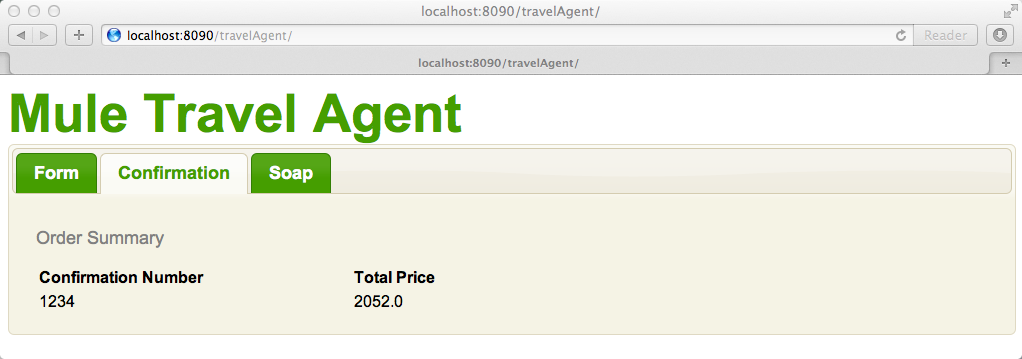 localhost:8090/travelAgent/
localhost:8090/travelAgent/ Reader
localhost:8090/travelAgent/
Mule Travel Agent
Form Confirmation Soap
Order Summary
Confirmation Number Total Price
1234 2052.0